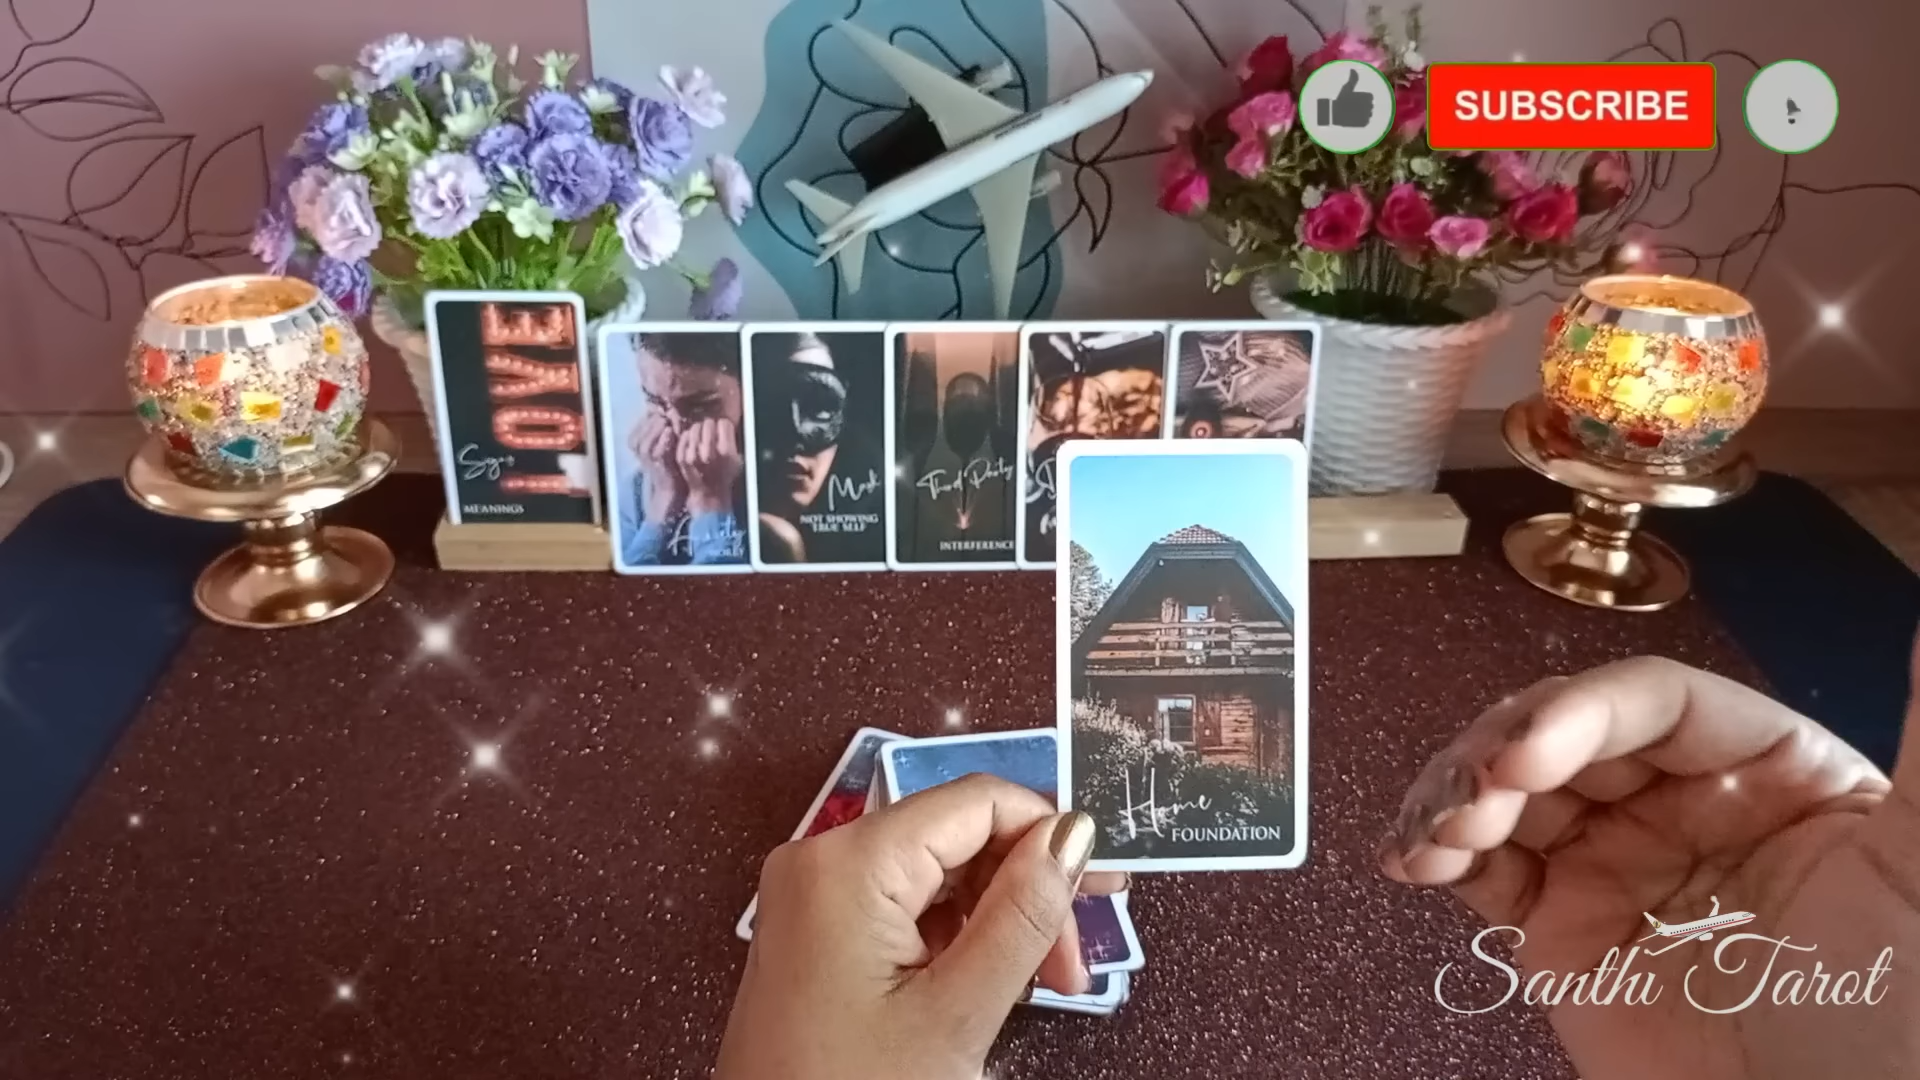 SUBSCRIBE
LOVE
Signs
MEANINGS
Anxiety
WORRY
Mask
NOT SHOWING
TRUE SELF
Third Party
INTERFERENCE
Home
FOUNDATION
Santhi Tarot